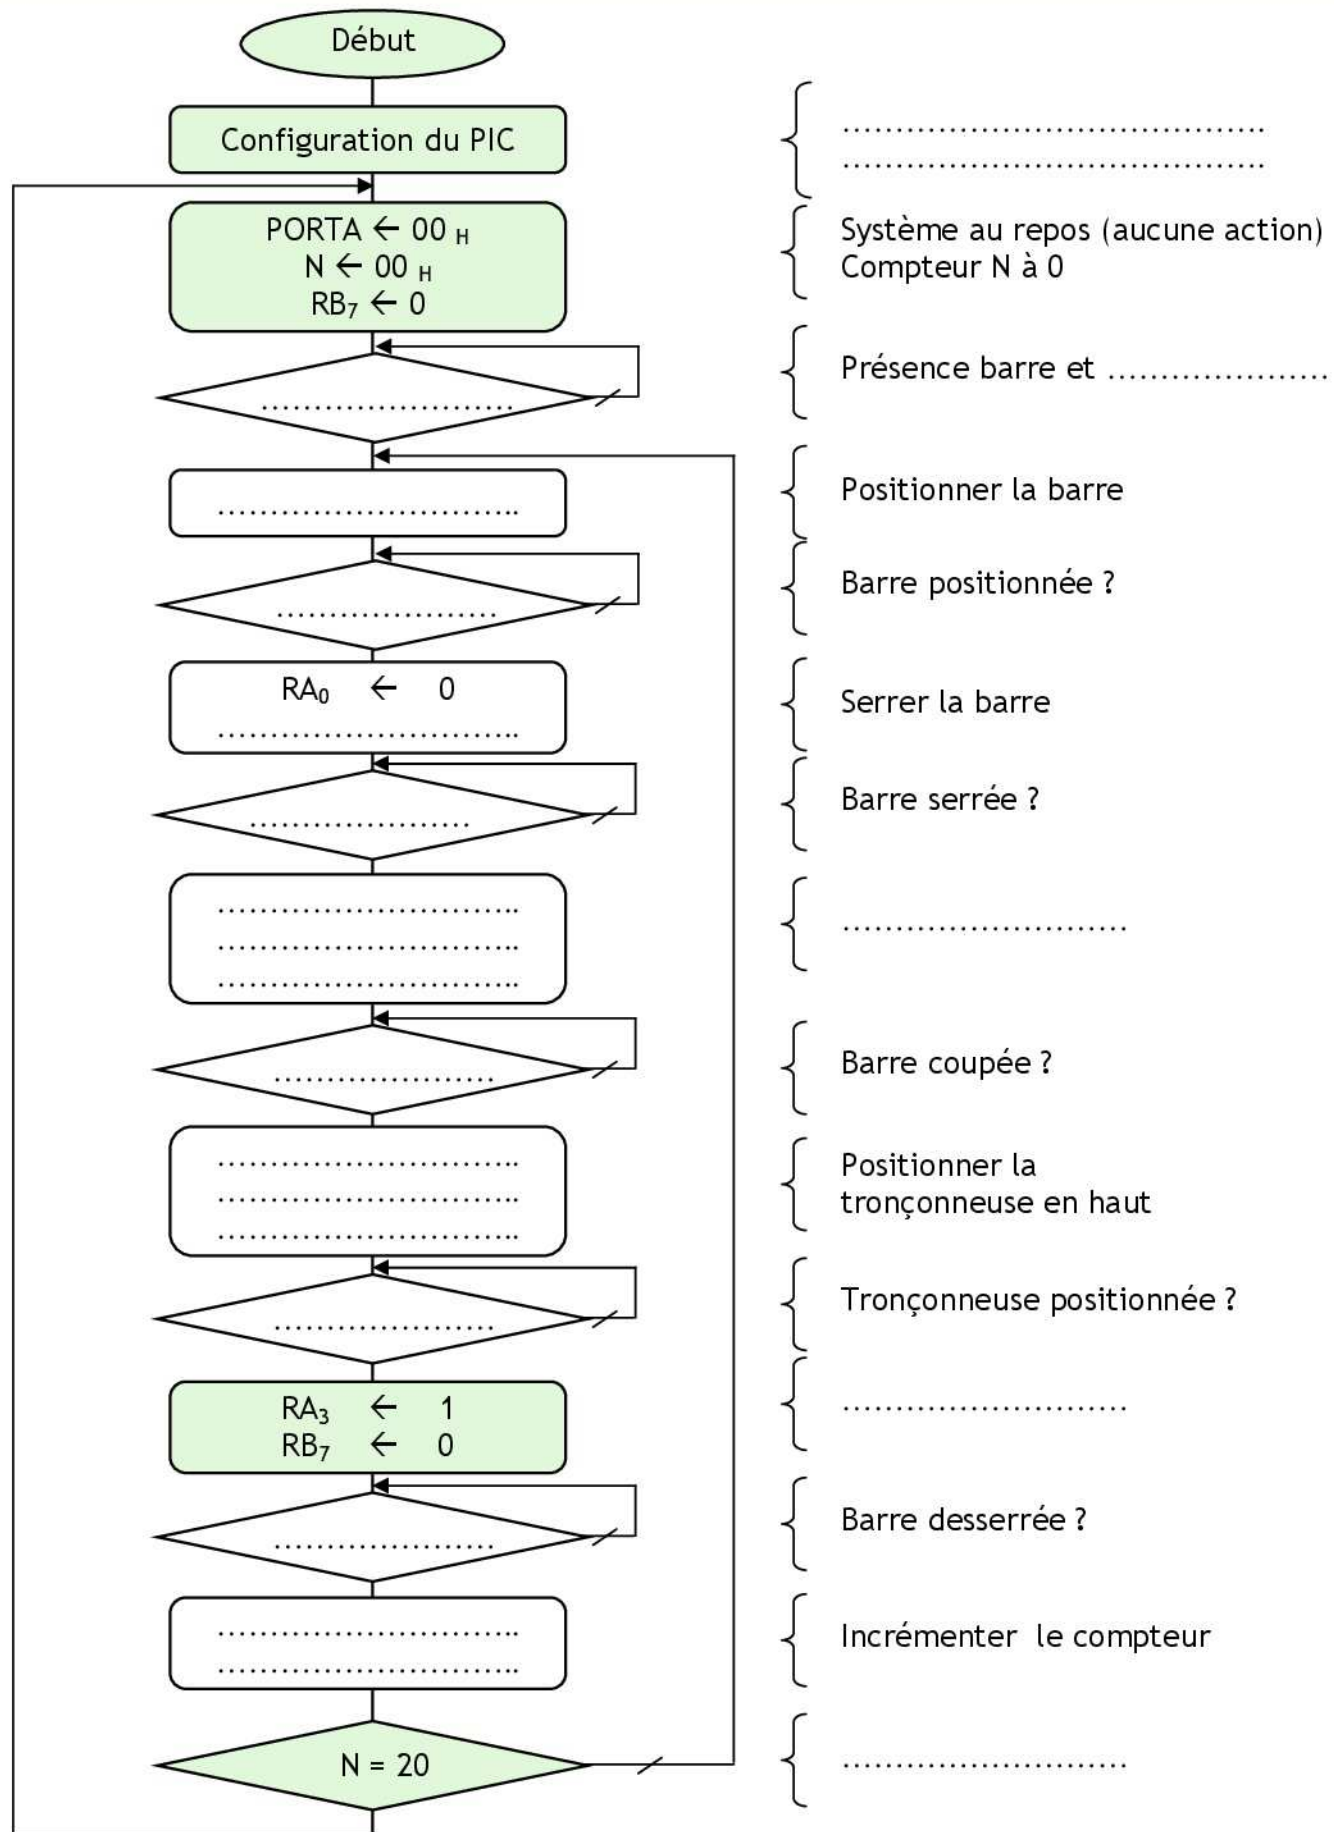 Début
Configuration du PIC
........................................
........................................
PORTA ← 00 H
N ← 00 H
RB7 ← 0
Système au repos (aucune action)
Compteur N à 0
........................
Présence barre et .....................
.............................
Positionner la barre
.....................
Barre positionnée ?
RA0 ← 0
.............................
Serrer la barre
.....................
Barre serrée ?
.............................
.............................
.............................
...........................
.....................
Barre coupée ?
.............................
.............................
.............................
Positionner la
tronçonneuse en haut
.....................
Tronçonneuse positionnée ?
RA3 ← 1
RB7 ← 0
...........................
.....................
Barre desserrée ?
.............................
.............................
Incrémenter le compteur
N = 20
...........................